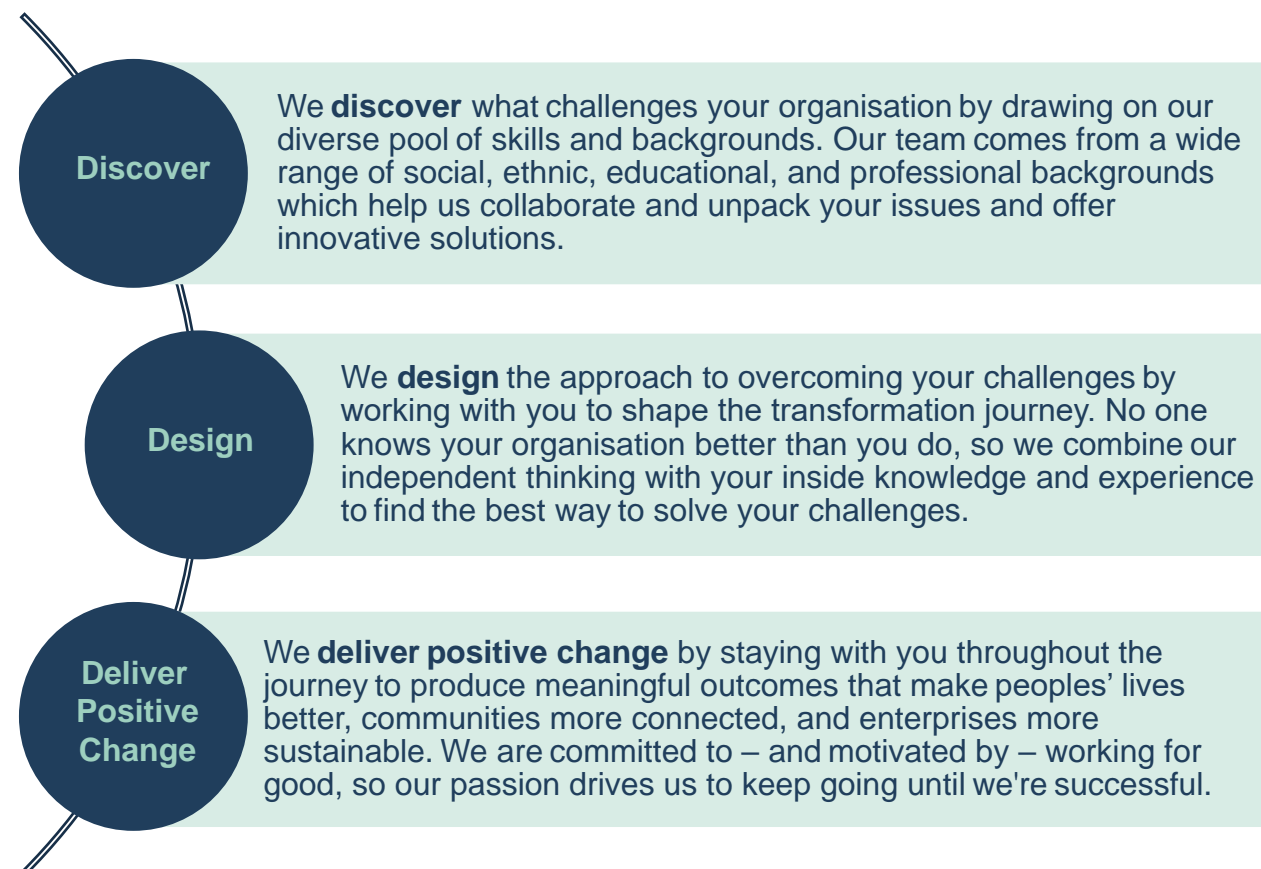 Discover
We discover what challenges your organisation by drawing on our
diverse pool of skills and backgrounds. Our team comes from a wide
range of social, ethnic, educational, and professional backgrounds
which help us collaborate and unpack your issues and offer
innovative solutions.
Design
We design the approach to overcoming your challenges by
working with you to shape the transformation journey. No one
knows your organisation better than you do, so we combine our
independent thinking with your inside knowledge and experience
to find the best way to solve your challenges.
Deliver
Positive
Change
We deliver positive change by staying with you throughout the
journey to produce meaningful outcomes that make peoples’ lives
better, communities more connected, and enterprises more
sustainable. We are committed to – and motivated by – working for
good, so our passion drives us to keep going until we're successful.